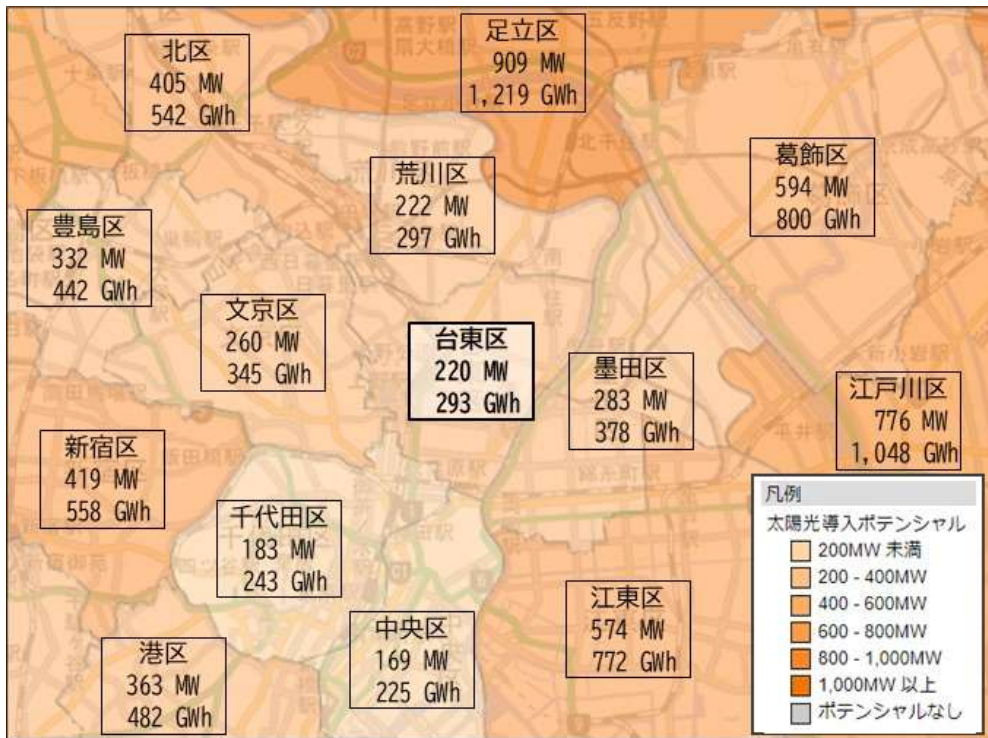 足立区
909 MW
1,219 GWh
北区
405 MW
542 GWh
葛飾区
594 MW
800 GWh
荒川区
222 MW
297 GWh
豊島区
332 MW
442 GWh
文京区
260 MW
345 GWh
台東区
220 MW
293 GWh
墨田区
283 MW
378 GWh
江戸川区
776 MW
1,048 GWh
新宿区
419 MW
558 GWh
千代田区
183 MW
243 GWh
江東区
574 MW
772 GWh
中央区
169 MW
225 GWh
港区
363 MW
482 GWh
凡例
太陽光導入ポテンシャル
200MW 未満
200 - 400MW
400 - 600MW
600 - 800MW
800 - 1,000MW
1,000MW 以上
ポテンシャルなし